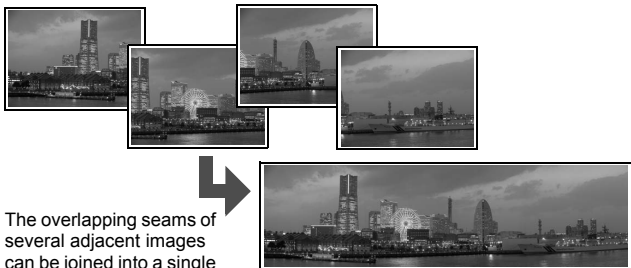 The overlapping seams of
several adjacent images
can be joined into a single